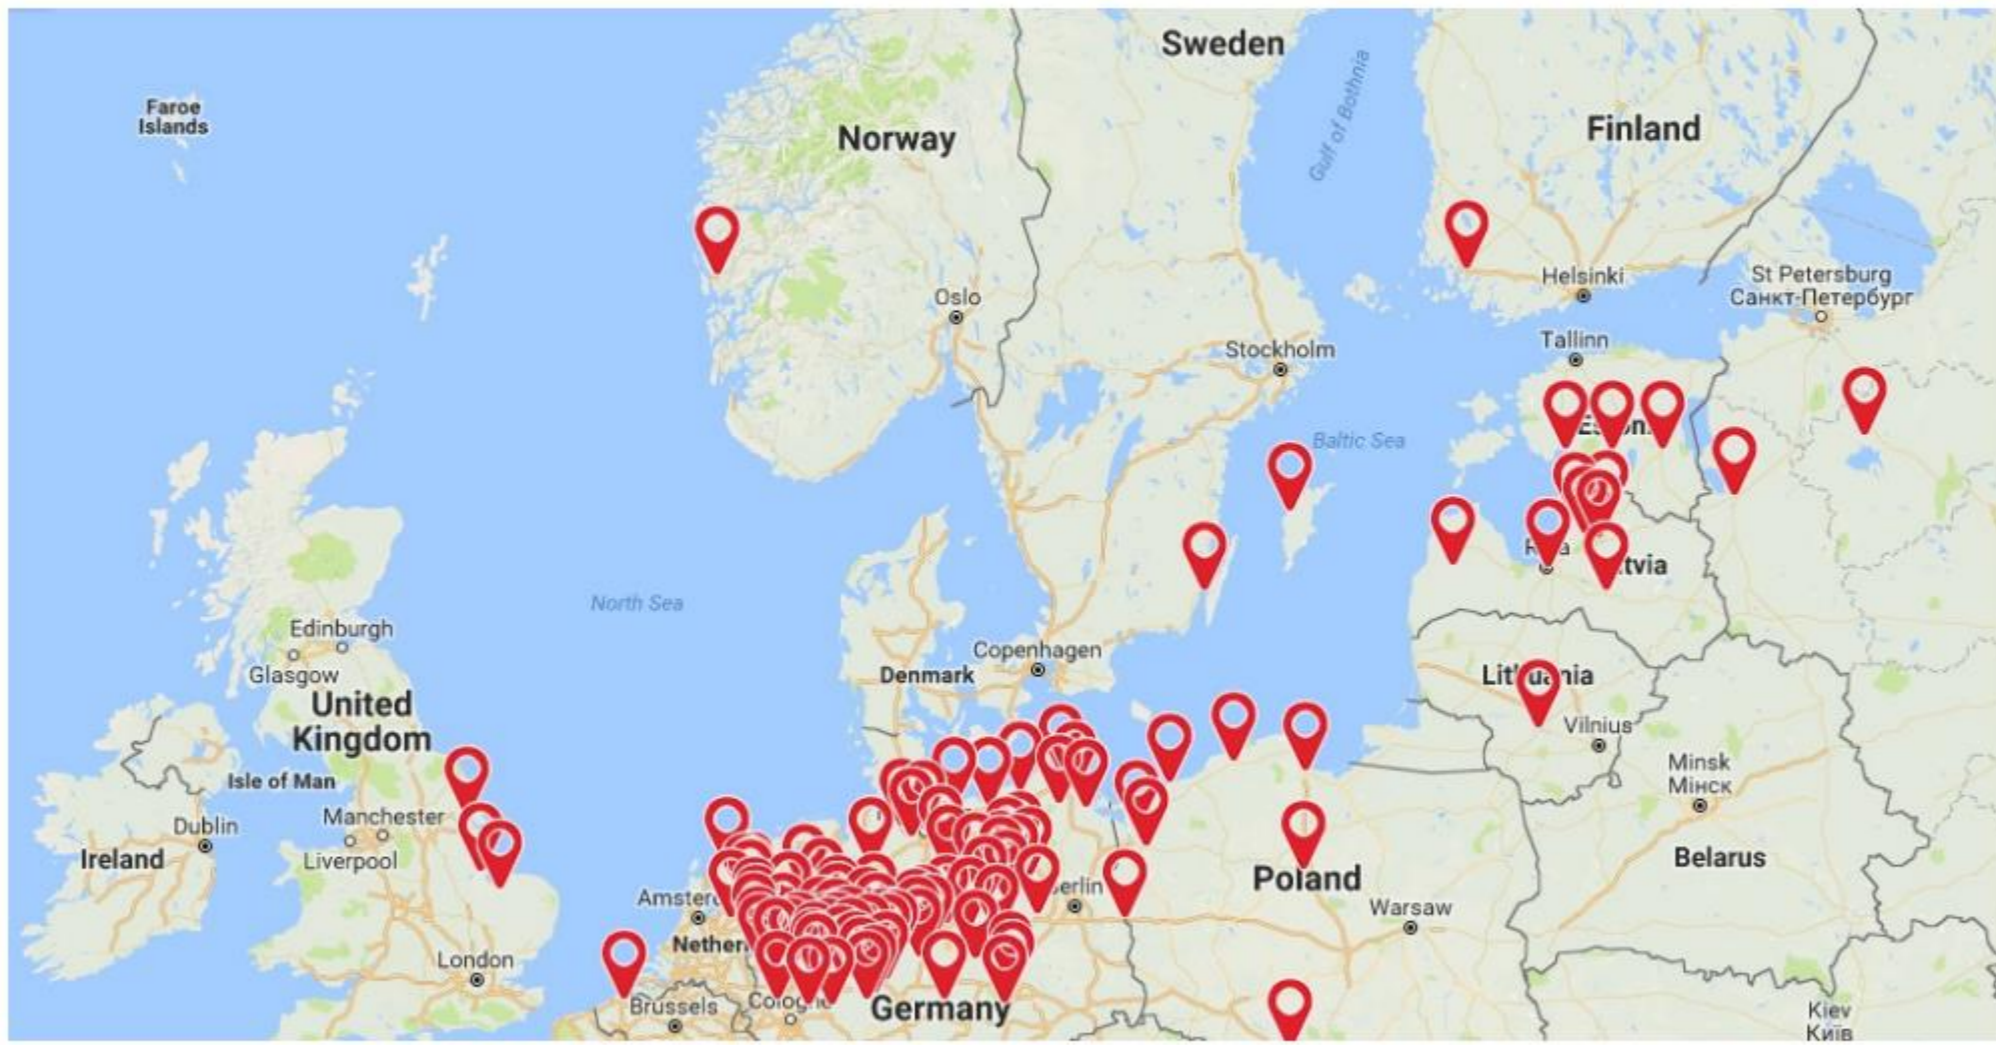 Sweden
Faroe
Islands
Norway
Gulf of Bothnia
Finland
Oslo
Helsinki
St Petersburg
Санкт-Петербург
Tallinn
Stockholm
Baltic Sea
North Sea
Edinburgh
Glasgow
United
Kingdom
Copenhagen
Denmark
Vilnius
Isle of Man
Minsk
Мінск
Manchester
Dublin
Liverpool
Ireland
Belarus
Poland
Warsaw
London
Brussels
Germany
Kiev
Київ